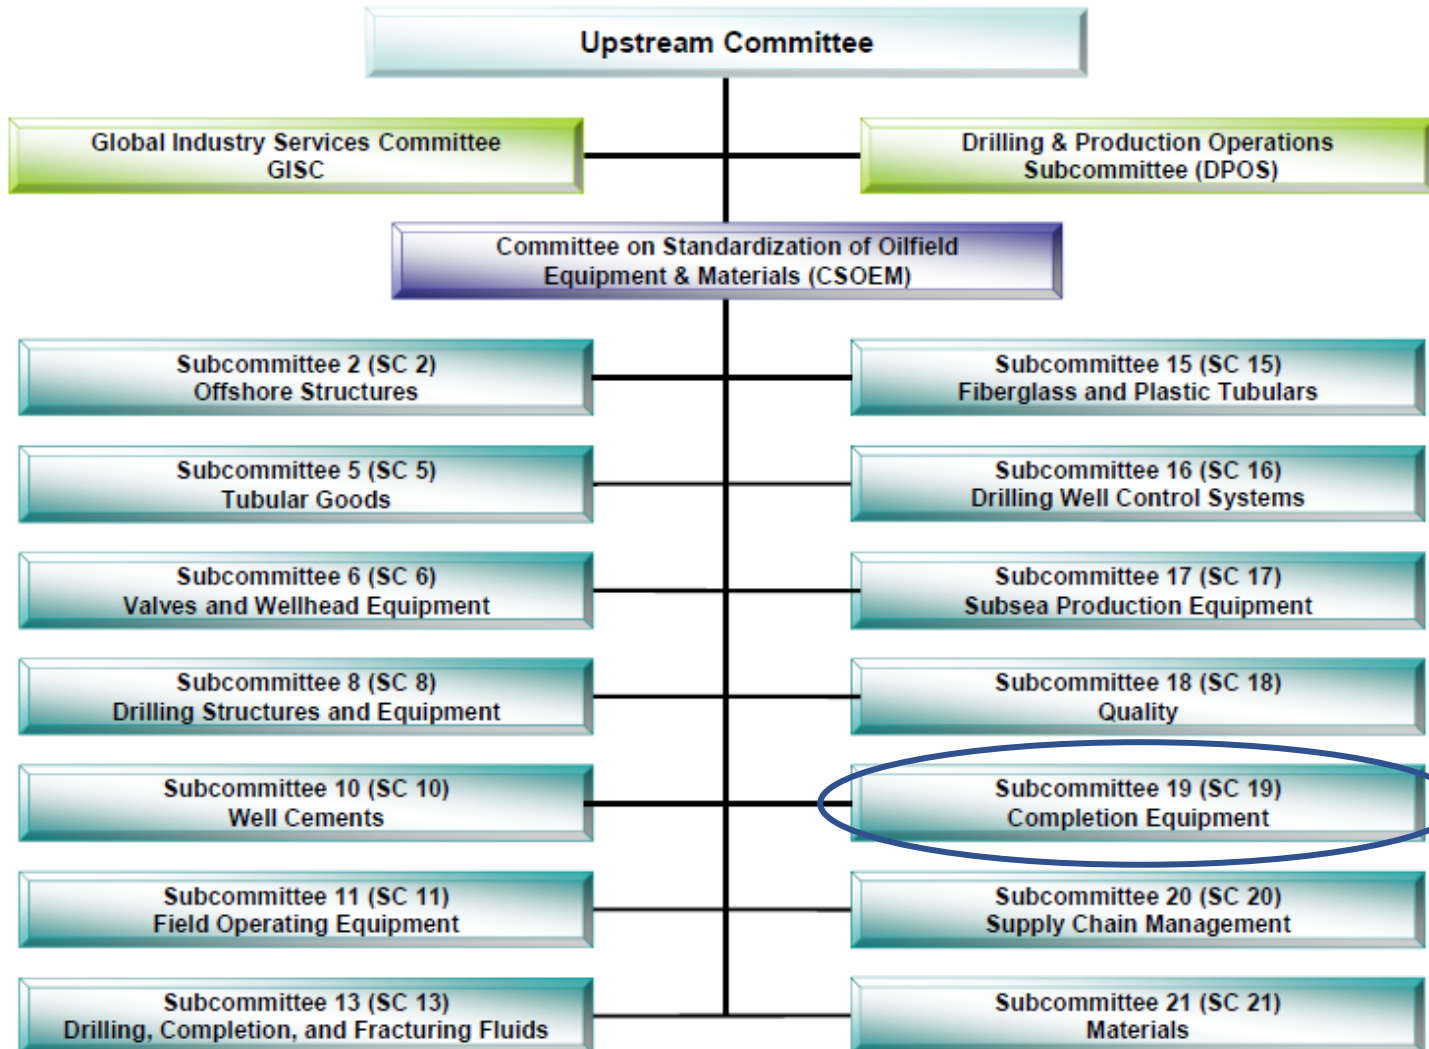 Upstream Committee
Global Industry Services Committee
GISC
Drilling & Production Operations
Subcommittee (DPOS)
Committee on Standardization of Oilfield
Equipment & Materials (CSOEM)
Subcommittee 2 (SC 2)
Offshore Structures
Subcommittee 15 (SC 15)
Fiberglass and Plastic Tubulars
Subcommittee 5 (SC 5)
Tubular Goods
Subcommittee 16 (SC 16)
Drilling Well Control Systems
Subcommittee 6 (SC 6)
Valves and Wellhead Equipment
Subcommittee 17 (SC 17)
Subsea Production Equipment
Subcommittee 8 (SC 8)
Drilling Structures and Equipment
Subcommittee 18 (SC 18)
Quality
Subcommittee 10 (SC 10)
Well Cements
Subcommittee 19 (SC 19)
Completion Equipment
Subcommittee 11 (SC 11)
Field Operating Equipment
Subcommittee 20 (SC 20)
Supply Chain Management
Subcommittee 13 (SC 13)
Drilling, Completion, and Fracturing Fluids
Subcommittee 21 (SC 21)
Materials